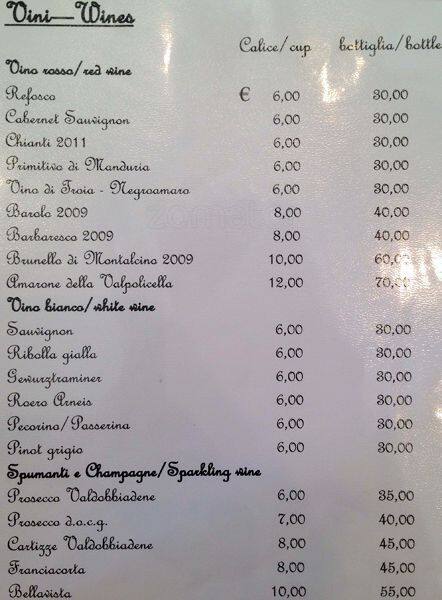 Vini—Wines
Calice/cup bottiglia/bottle
Vino rosso/red wine
Refosco € 6,00 30,00
Cabernet Sauvignon 6,00 30,00
Chianti 2011 6,00 30,00
Primitivo di Manduria 6,00 30,00
Vino di Troia - Negroamaro 6,00 30,00
Barolo 2009 8,00 40,00
Barbaresco 2009 8,00 40,00
Brunello di Montalcino 2009 10,00 60,00
Amarone della Valpolicella 12,00 70,00
Vino bianco/white wine
Sauvignon 6,00 30,00
Ribolla gialla 6,00 30,00
Gewurztraminer 6,00 30,00
Roero Arneis 6,00 30,00
Pecorino/Passerina 6,00 30,00
Pinot grigio 6,00 30,00
Spumanti e Champagne/Sparkling wine
Prosecco Valdobbiadene 6,00 35,00
Prosecco d.o.c.g. 7,00 40,00
Cartizze Valdobbiadene 8,00 45,00
Franciacorta 8,00 45,00
Bellavista 10,00 55,00